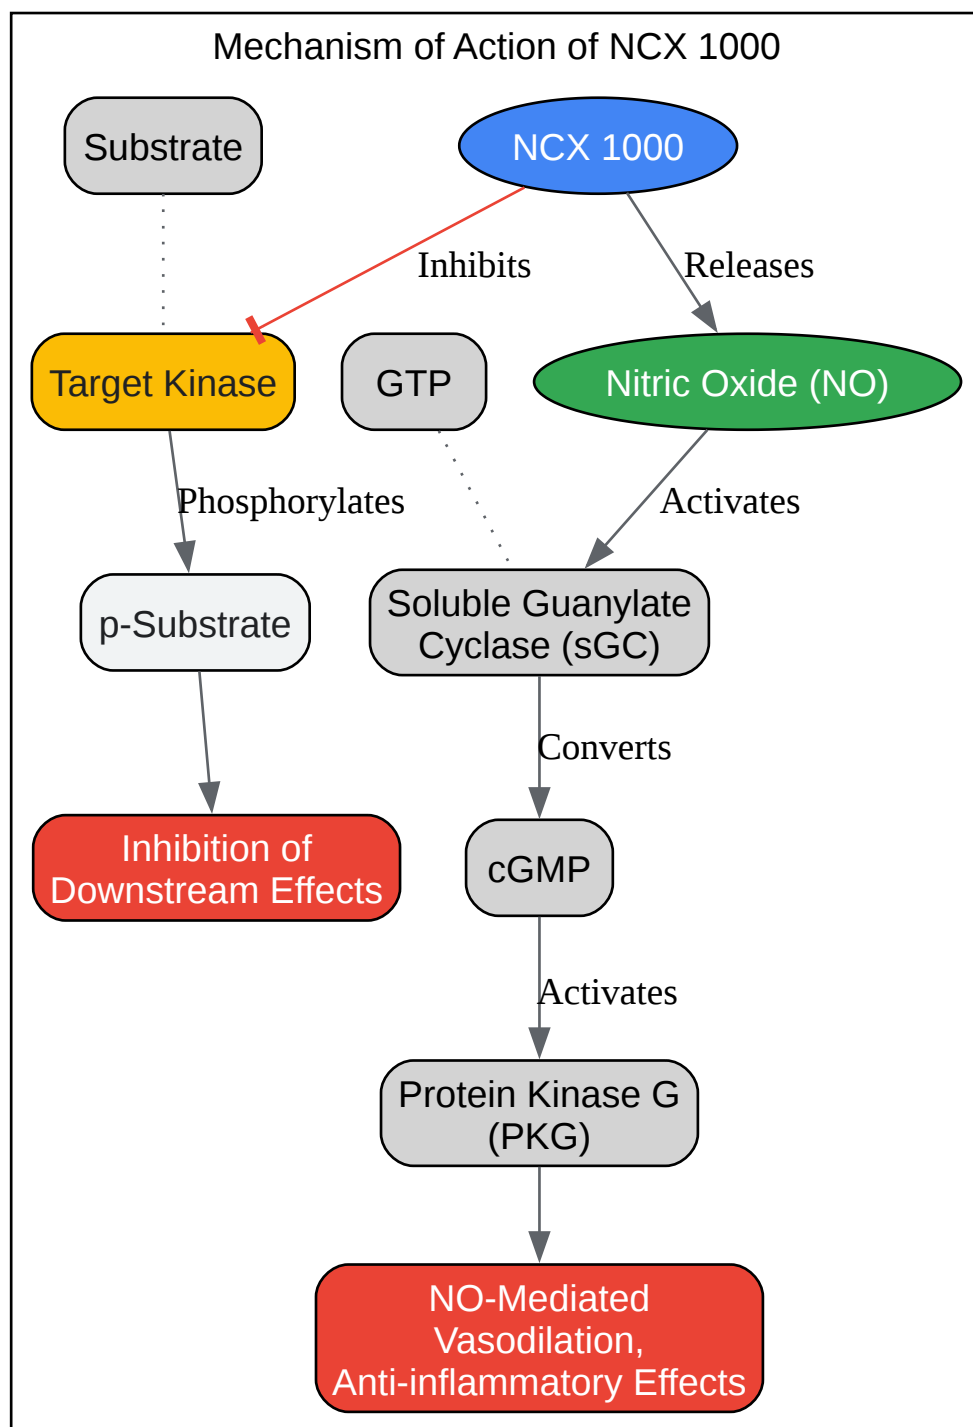 Mechanism of Action of NCX 1000
Substrate
NCX 1000
Inhibits
Releases
Target Kinase
GTP
Nitric Oxide (NO)
Phosphorylates
Activates
p-Substrate
Soluble Guanylate
Cyclase (sGC)
Converts
Inhibition of
Downstream Effects
cGMP
Activates
Protein Kinase G
(PKG)
NO-Mediated
Vasodilation,
Anti-inflammatory Effects